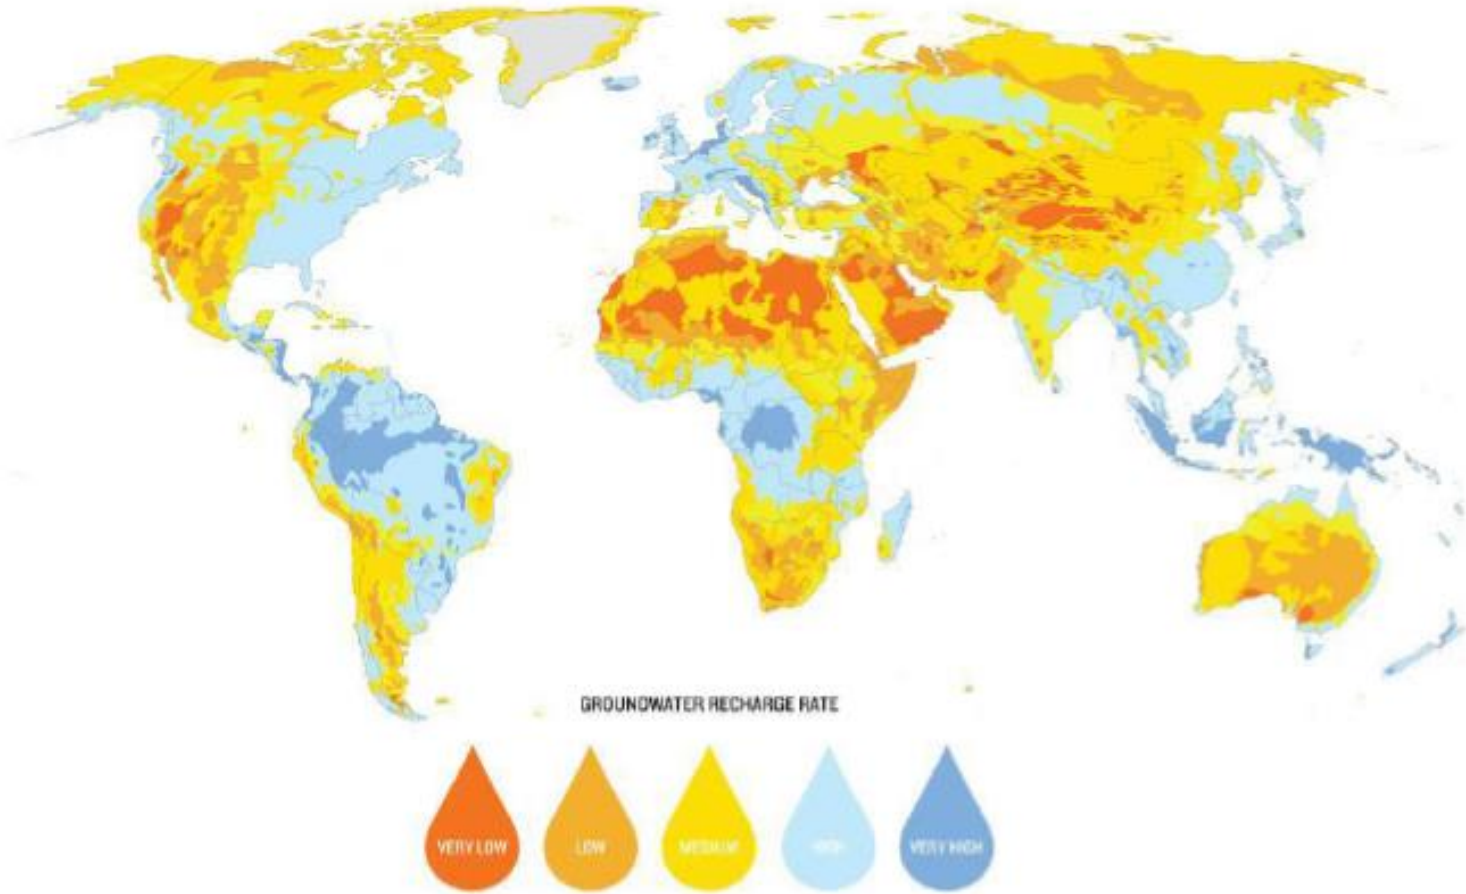 GROUNDWATER RECHARGE RATE
VERY LOW
LOW
MEDIUM
HIGH
VERY HIGH